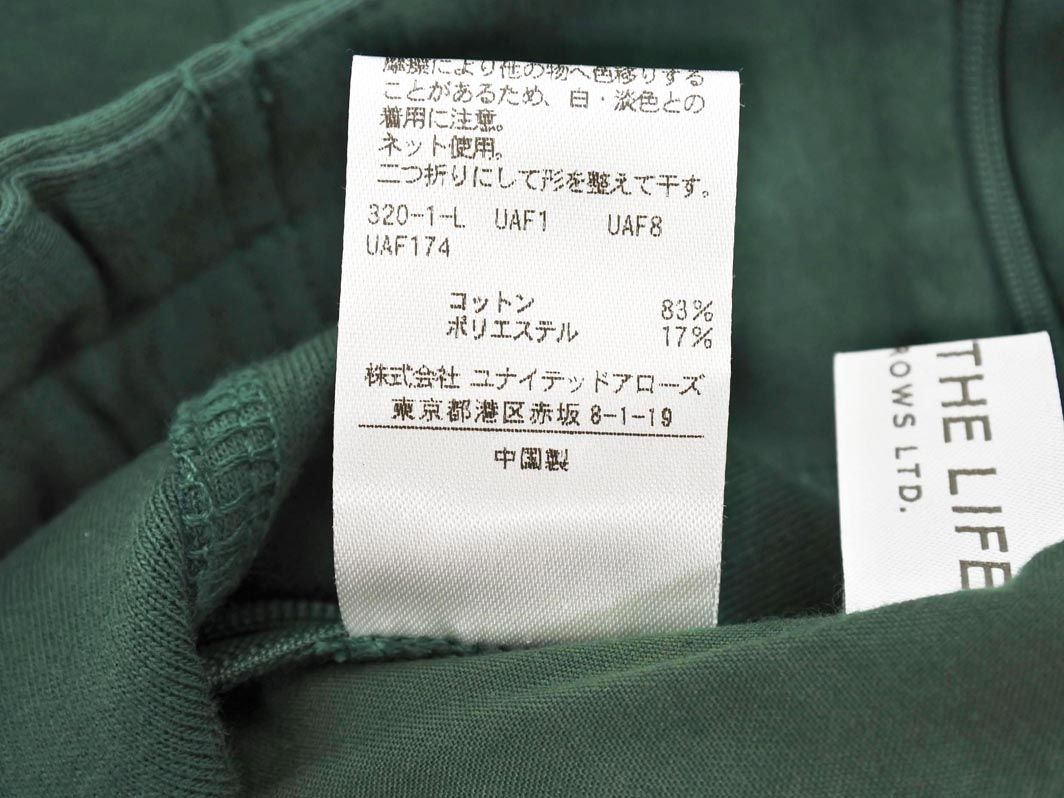 摩擦により他の物へ色移りする
ことがあるため、白・淡色との
着用に注意。
ネット使用。
二つ折りにして形を整えて干す。
320-1-L UAF1 UAF8
UAF174
コットン 83%
ポリエステル 17%
株式会社 ユナイテッドアローズ
東京都港区赤坂 8-1-19
中国製
THE LIFE
ROWS LTD.